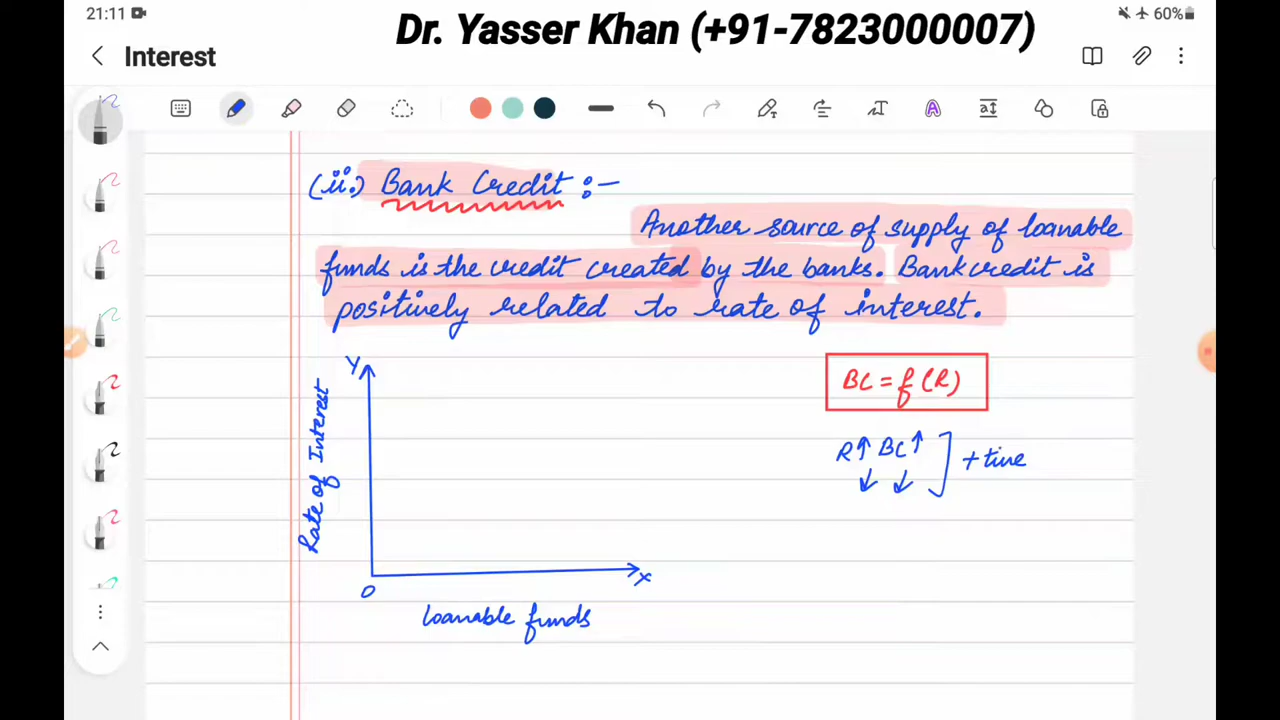 21:11
60%
Dr. Yasser Khan (+91-7823000007)
Interest
(ii.) Bank Credit :-
Another source of supply of loanable
funds is the credit created by the banks. Bank credit is
positively related to rate of interest.
Y
Rate of Interest
O
X
loanable funds
BC = f (R)
R↑ BC↑ ] +tive
↓ ↓